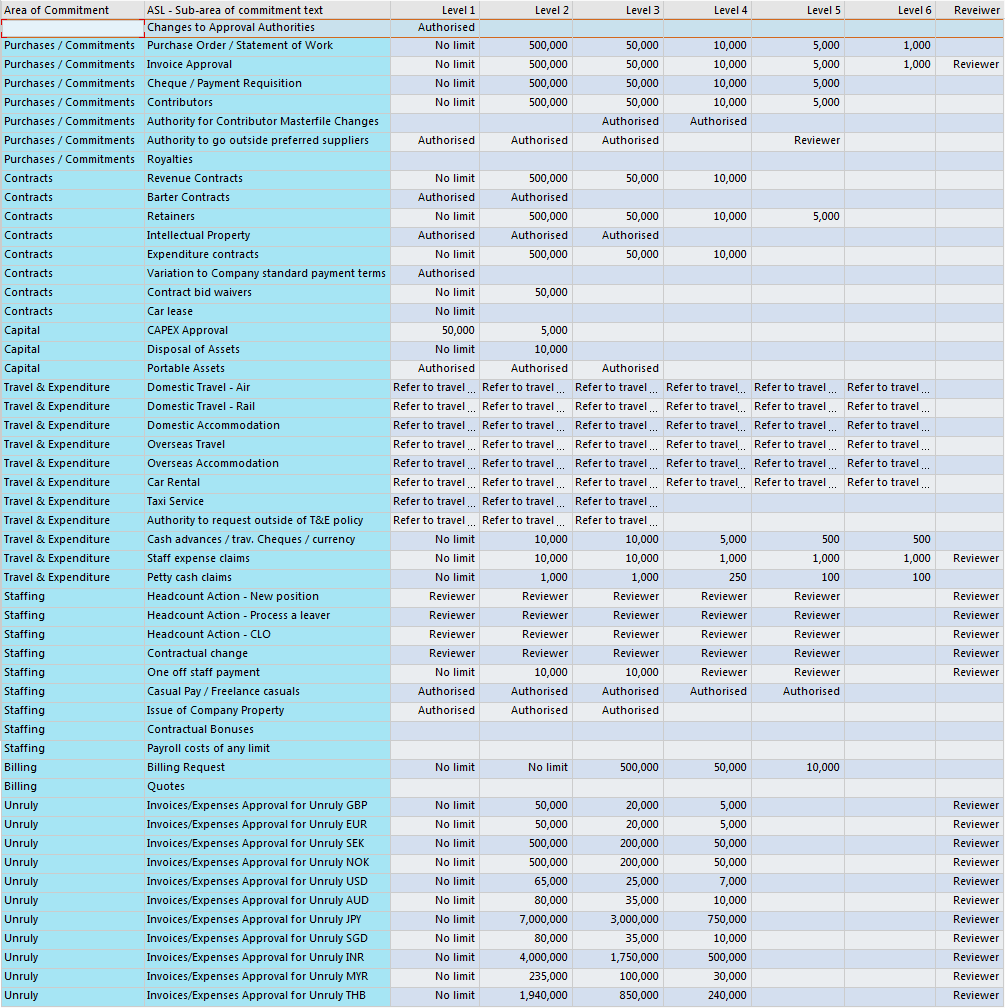 Area of Commitment ASL - Sub-area of commitment text Level 1 Level 2 Level 3 Level 4 Level 5 Level 6 Reveiwer
Changes to Approval Authorities Authorised
Purchases / Commitments Purchase Order / Statement of Work No limit 500,000 50,000 10,000 5,000 1,000
Purchases / Commitments Invoice Approval No limit 500,000 50,000 10,000 5,000 1,000 Reviewer
Purchases / Commitments Cheque / Payment Requisition No limit 500,000 50,000 10,000 5,000
Purchases / Commitments Contributors No limit 500,000 50,000 10,000 5,000
Purchases / Commitments Authority for Contributor Masterfile Changes Authorised Authorised
Purchases / Commitments Authority to go outside preferred suppliers Authorised Authorised Authorised Reviewer
Purchases / Commitments Royalties
Contracts Revenue Contracts No limit 500,000 50,000 10,000
Contracts Barter Contracts Authorised Authorised
Contracts Retainers No limit 500,000 50,000 10,000 5,000
Contracts Intellectual Property Authorised Authorised Authorised
Contracts Expenditure contracts No limit 500,000 50,000 10,000
Contracts Variation to Company standard payment terms Authorised
Contracts Contract bid waivers No limit 50,000
Contracts Car lease No limit
Capital CAPEX Approval 50,000 5,000
Capital Disposal of Assets No limit 10,000
Capital Portable Assets Authorised Authorised Authorised
Travel & Expenditure Domestic Travel - Air Refer to travel ... Refer to travel ... Refer to travel ... Refer to travel... Refer to travel ... Refer to travel ...
Travel & Expenditure Domestic Travel - Rail Refer to travel ... Refer to travel ... Refer to travel ... Refer to travel... Refer to travel ... Refer to travel ...
Travel & Expenditure Domestic Accommodation Refer to travel ... Refer to travel ... Refer to travel ... Refer to travel... Refer to travel ... Refer to travel ...
Travel & Expenditure Overseas Travel Refer to travel ... Refer to travel ... Refer to travel ... Refer to travel... Refer to travel ... Refer to travel ...
Travel & Expenditure Overseas Accommodation Refer to travel ... Refer to travel ... Refer to travel ... Refer to travel... Refer to travel ... Refer to travel ...
Travel & Expenditure Car Rental Refer to travel ... Refer to travel ... Refer to travel ... Refer to travel... Refer to travel ... Refer to travel ...
Travel & Expenditure Taxi Service Refer to travel ... Refer to travel ... Refer to travel ...
Travel & Expenditure Authority to request outside of T&E policy Refer to travel ... Refer to travel ... Refer to travel ...
Travel & Expenditure Cash advances / trav. Cheques / currency No limit 10,000 10,000 5,000 500 500
Travel & Expenditure Staff expense claims No limit 10,000 10,000 1,000 1,000 1,000 Reviewer
Travel & Expenditure Petty cash claims No limit 1,000 1,000 250 100 100
Staffing Headcount Action - New position Reviewer Reviewer Reviewer Reviewer Reviewer Reviewer
Staffing Headcount Action - Process a leaver Reviewer Reviewer Reviewer Reviewer Reviewer Reviewer
Staffing Headcount Action - CLO Reviewer Reviewer Reviewer Reviewer Reviewer Reviewer
Staffing Contractual change Reviewer Reviewer Reviewer Reviewer Reviewer Reviewer
Staffing One off staff payment No limit 10,000 10,000 Reviewer Reviewer Reviewer
Staffing Casual Pay / Freelance casuals Authorised Authorised Authorised Authorised Authorised
Staffing Issue of Company Property Authorised Authorised Authorised
Staffing Contractual Bonuses
Staffing Payroll costs of any limit
Billing Billing Request No limit No limit 500,000 50,000 10,000
Billing Quotes
Unruly Invoices/Expenses Approval for Unruly GBP No limit 50,000 20,000 5,000 Reviewer
Unruly Invoices/Expenses Approval for Unruly EUR No limit 50,000 20,000 5,000 Reviewer
Unruly Invoices/Expenses Approval for Unruly SEK No limit 500,000 200,000 50,000 Reviewer
Unruly Invoices/Expenses Approval for Unruly NOK No limit 500,000 200,000 50,000 Reviewer
Unruly Invoices/Expenses Approval for Unruly USD No limit 65,000 25,000 7,000 Reviewer
Unruly Invoices/Expenses Approval for Unruly AUD No limit 80,000 35,000 10,000 Reviewer
Unruly Invoices/Expenses Approval for Unruly JPY No limit 7,000,000 3,000,000 750,000 Reviewer
Unruly Invoices/Expenses Approval for Unruly SGD No limit 80,000 35,000 10,000 Reviewer
Unruly Invoices/Expenses Approval for Unruly INR No limit 4,000,000 1,750,000 500,000 Reviewer
Unruly Invoices/Expenses Approval for Unruly MYR No limit 235,000 100,000 30,000 Reviewer
Unruly Invoices/Expenses Approval for Unruly THB No limit 1,940,000 850,000 240,000 Reviewer